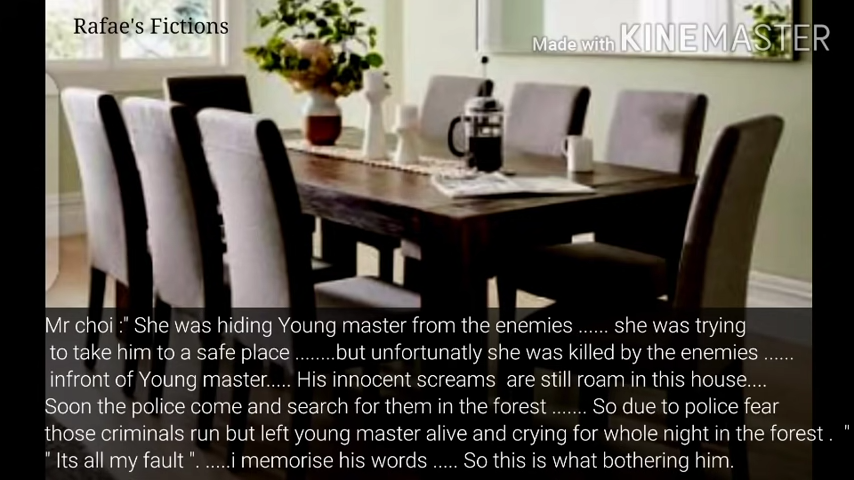 Rafae's Fictions
Made with KINEMASTER
Mr choi :" She was hiding Young master from the enemies ...... she was trying
to take him to a safe place ........but unfortunatly she was killed by the enemies ......
infront of Young master..... His innocent screams are still roam in this house....
Soon the police come and search for them in the forest ....... So due to police fear
those criminals run but left young master alive and crying for whole night in the forest . "
" Its all my fault ". .....i memorise his words ..... So this is what bothering him.